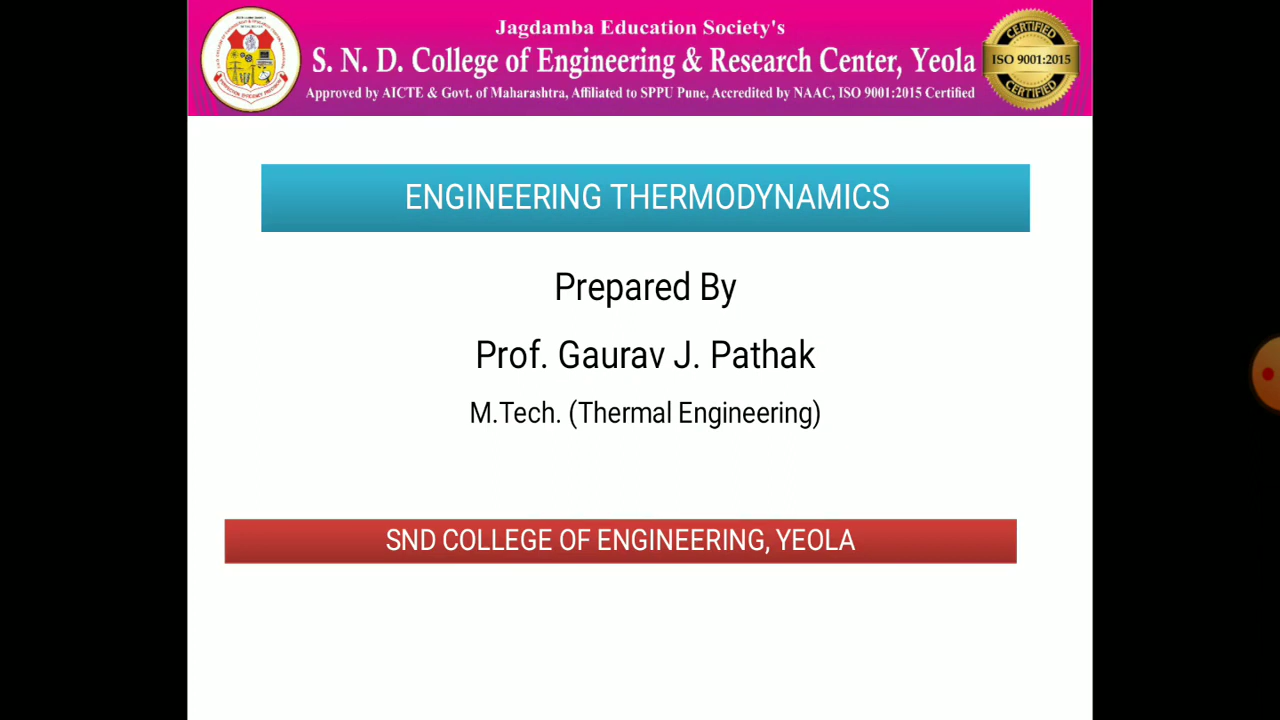 Jagdamba Education Society's
S. N. D. College of Engineering & Research Center, Yeola
Approved by AICTE & Govt. of Maharashtra, Affiliated to SPPU Pune, Accredited by NAAC, ISO 9001:2015 Certified
CERTIFIED
ISO 9001:2015
CERTIFIED
ENGINEERING THERMODYNAMICS
Prepared By
Prof. Gaurav J. Pathak
M.Tech. (Thermal Engineering)
SND COLLEGE OF ENGINEERING, YEOLA